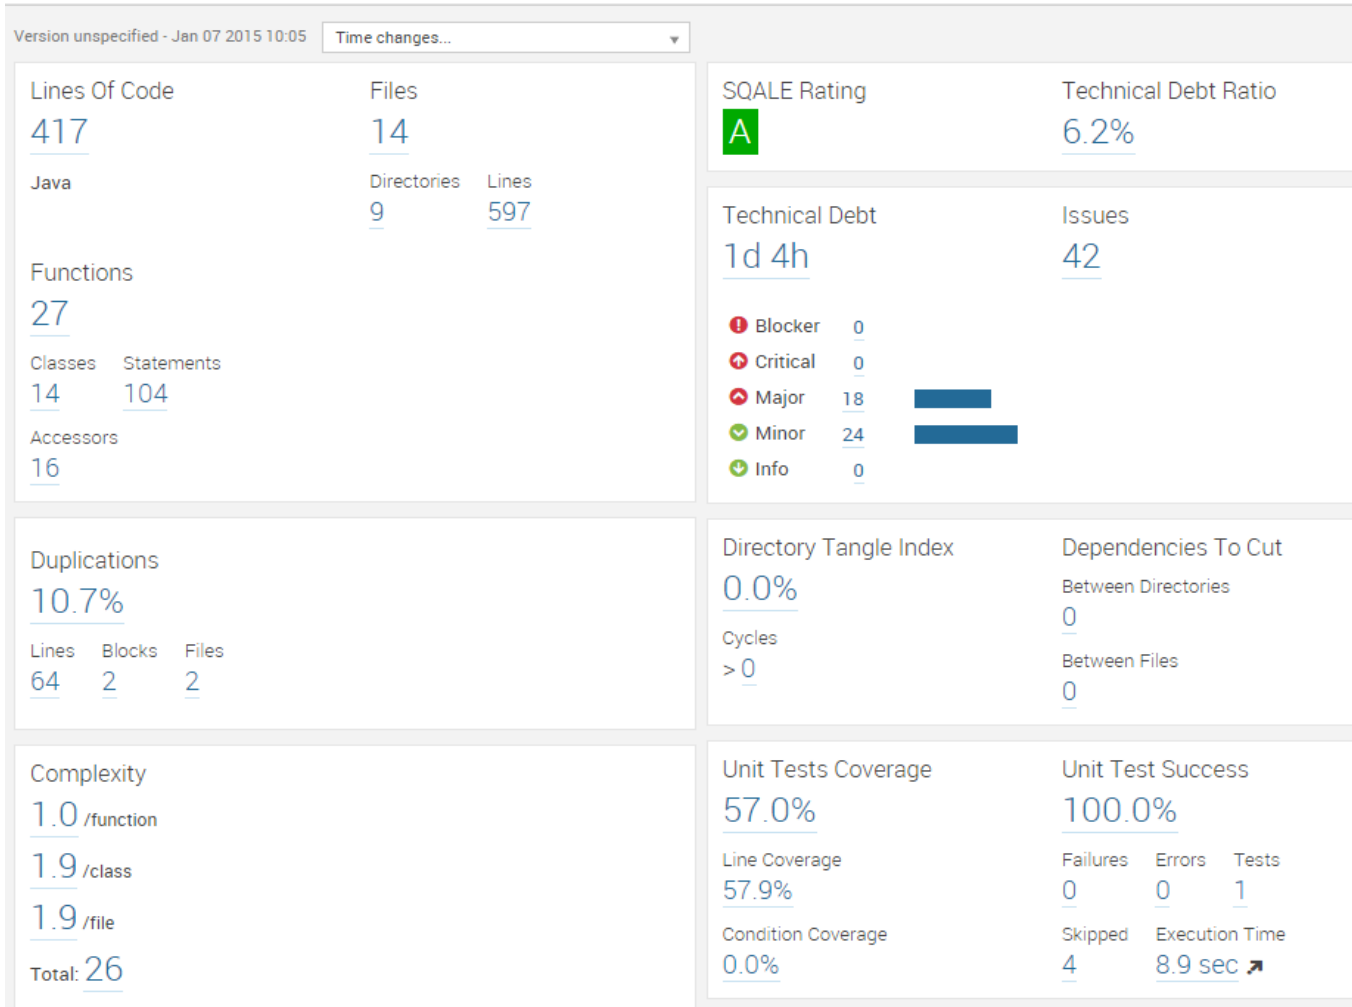 Version unspecified - Jan 07 2015 10:05
Time changes...
Lines Of Code
Files
417
14
Java
Directories
Lines
9
597
Functions
27
Classes
Statements
14
104
Accessors
16
Duplications
10.7%
Lines
Blocks
Files
64
2
2
Complexity
1.0 /function
1.9 /class
1.9 /file
Total: 26
SQALE Rating
Technical Debt Ratio
A
6.2%
Technical Debt
Issues
1d 4h
42
Blocker 0
Critical 0
Major 18
Minor 24
Info 0
Directory Tangle Index
Dependencies To Cut
0.0%
Between Directories
0
Cycles
> 0
Between Files
0
Unit Tests Coverage
Unit Test Success
57.0%
100.0%
Line Coverage
Failures
Errors
Tests
57.9%
0
0
1
Condition Coverage
Skipped
Execution Time
0.0%
4
8.9 sec